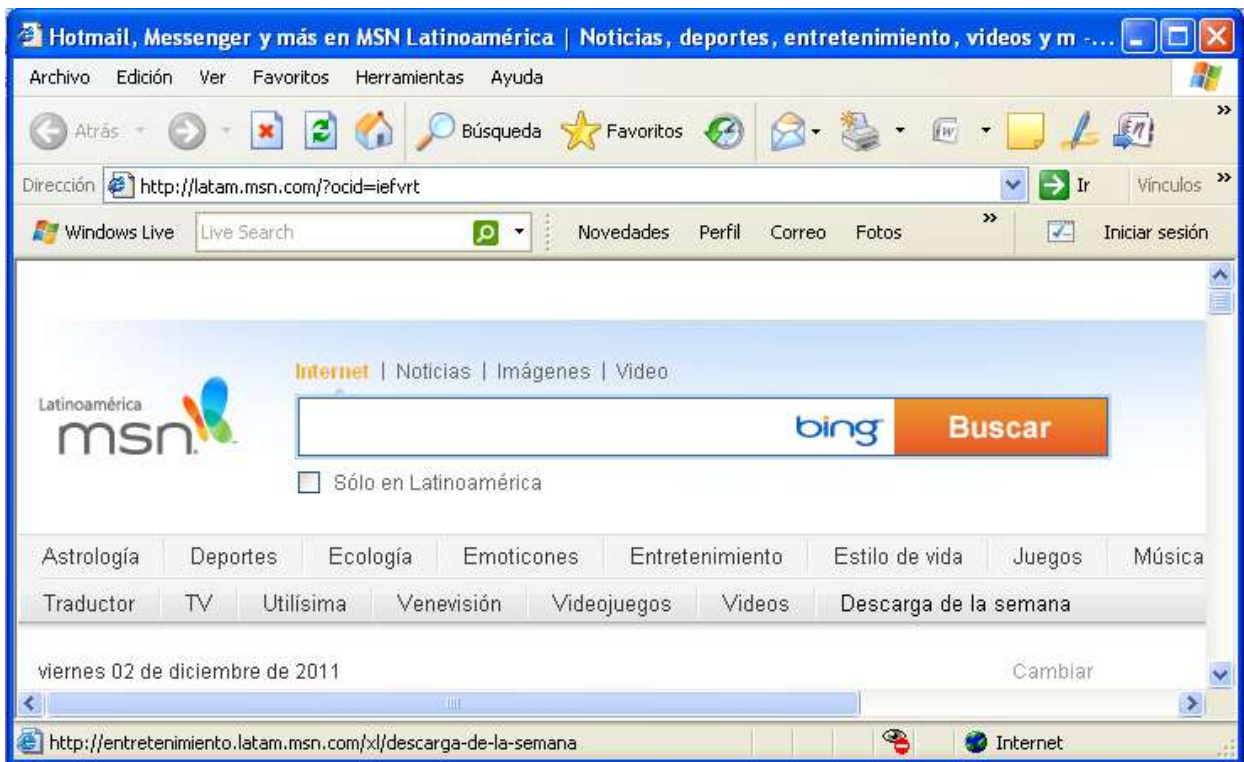 Hotmail, Messenger y más en MSN Latinoamérica | Noticias, deportes, entretenimiento, videos y m -...
Archivo Edición Ver Favoritos Herramientas Ayuda
Atrás Búsqueda Favoritos
Dirección http://latam.msn.com/?ocid=iefvrt Ir Vínculos
Windows Live Live Search Novedades Perfil Correo Fotos Iniciar sesión
Internet | Noticias | Imágenes | Video
Latinoamérica
msn bing Buscar
Sólo en Latinoamérica
Astrología Deportes Ecología Emoticones Entretenimiento Estilo de vida Juegos Música
Traductor TV Utilísima Venevisión Videojuegos Videos Descarga de la semana
viernes 02 de diciembre de 2011 Cambiar
http://entretenimiento.latam.msn.com/xl/descarga-de-la-semana Internet